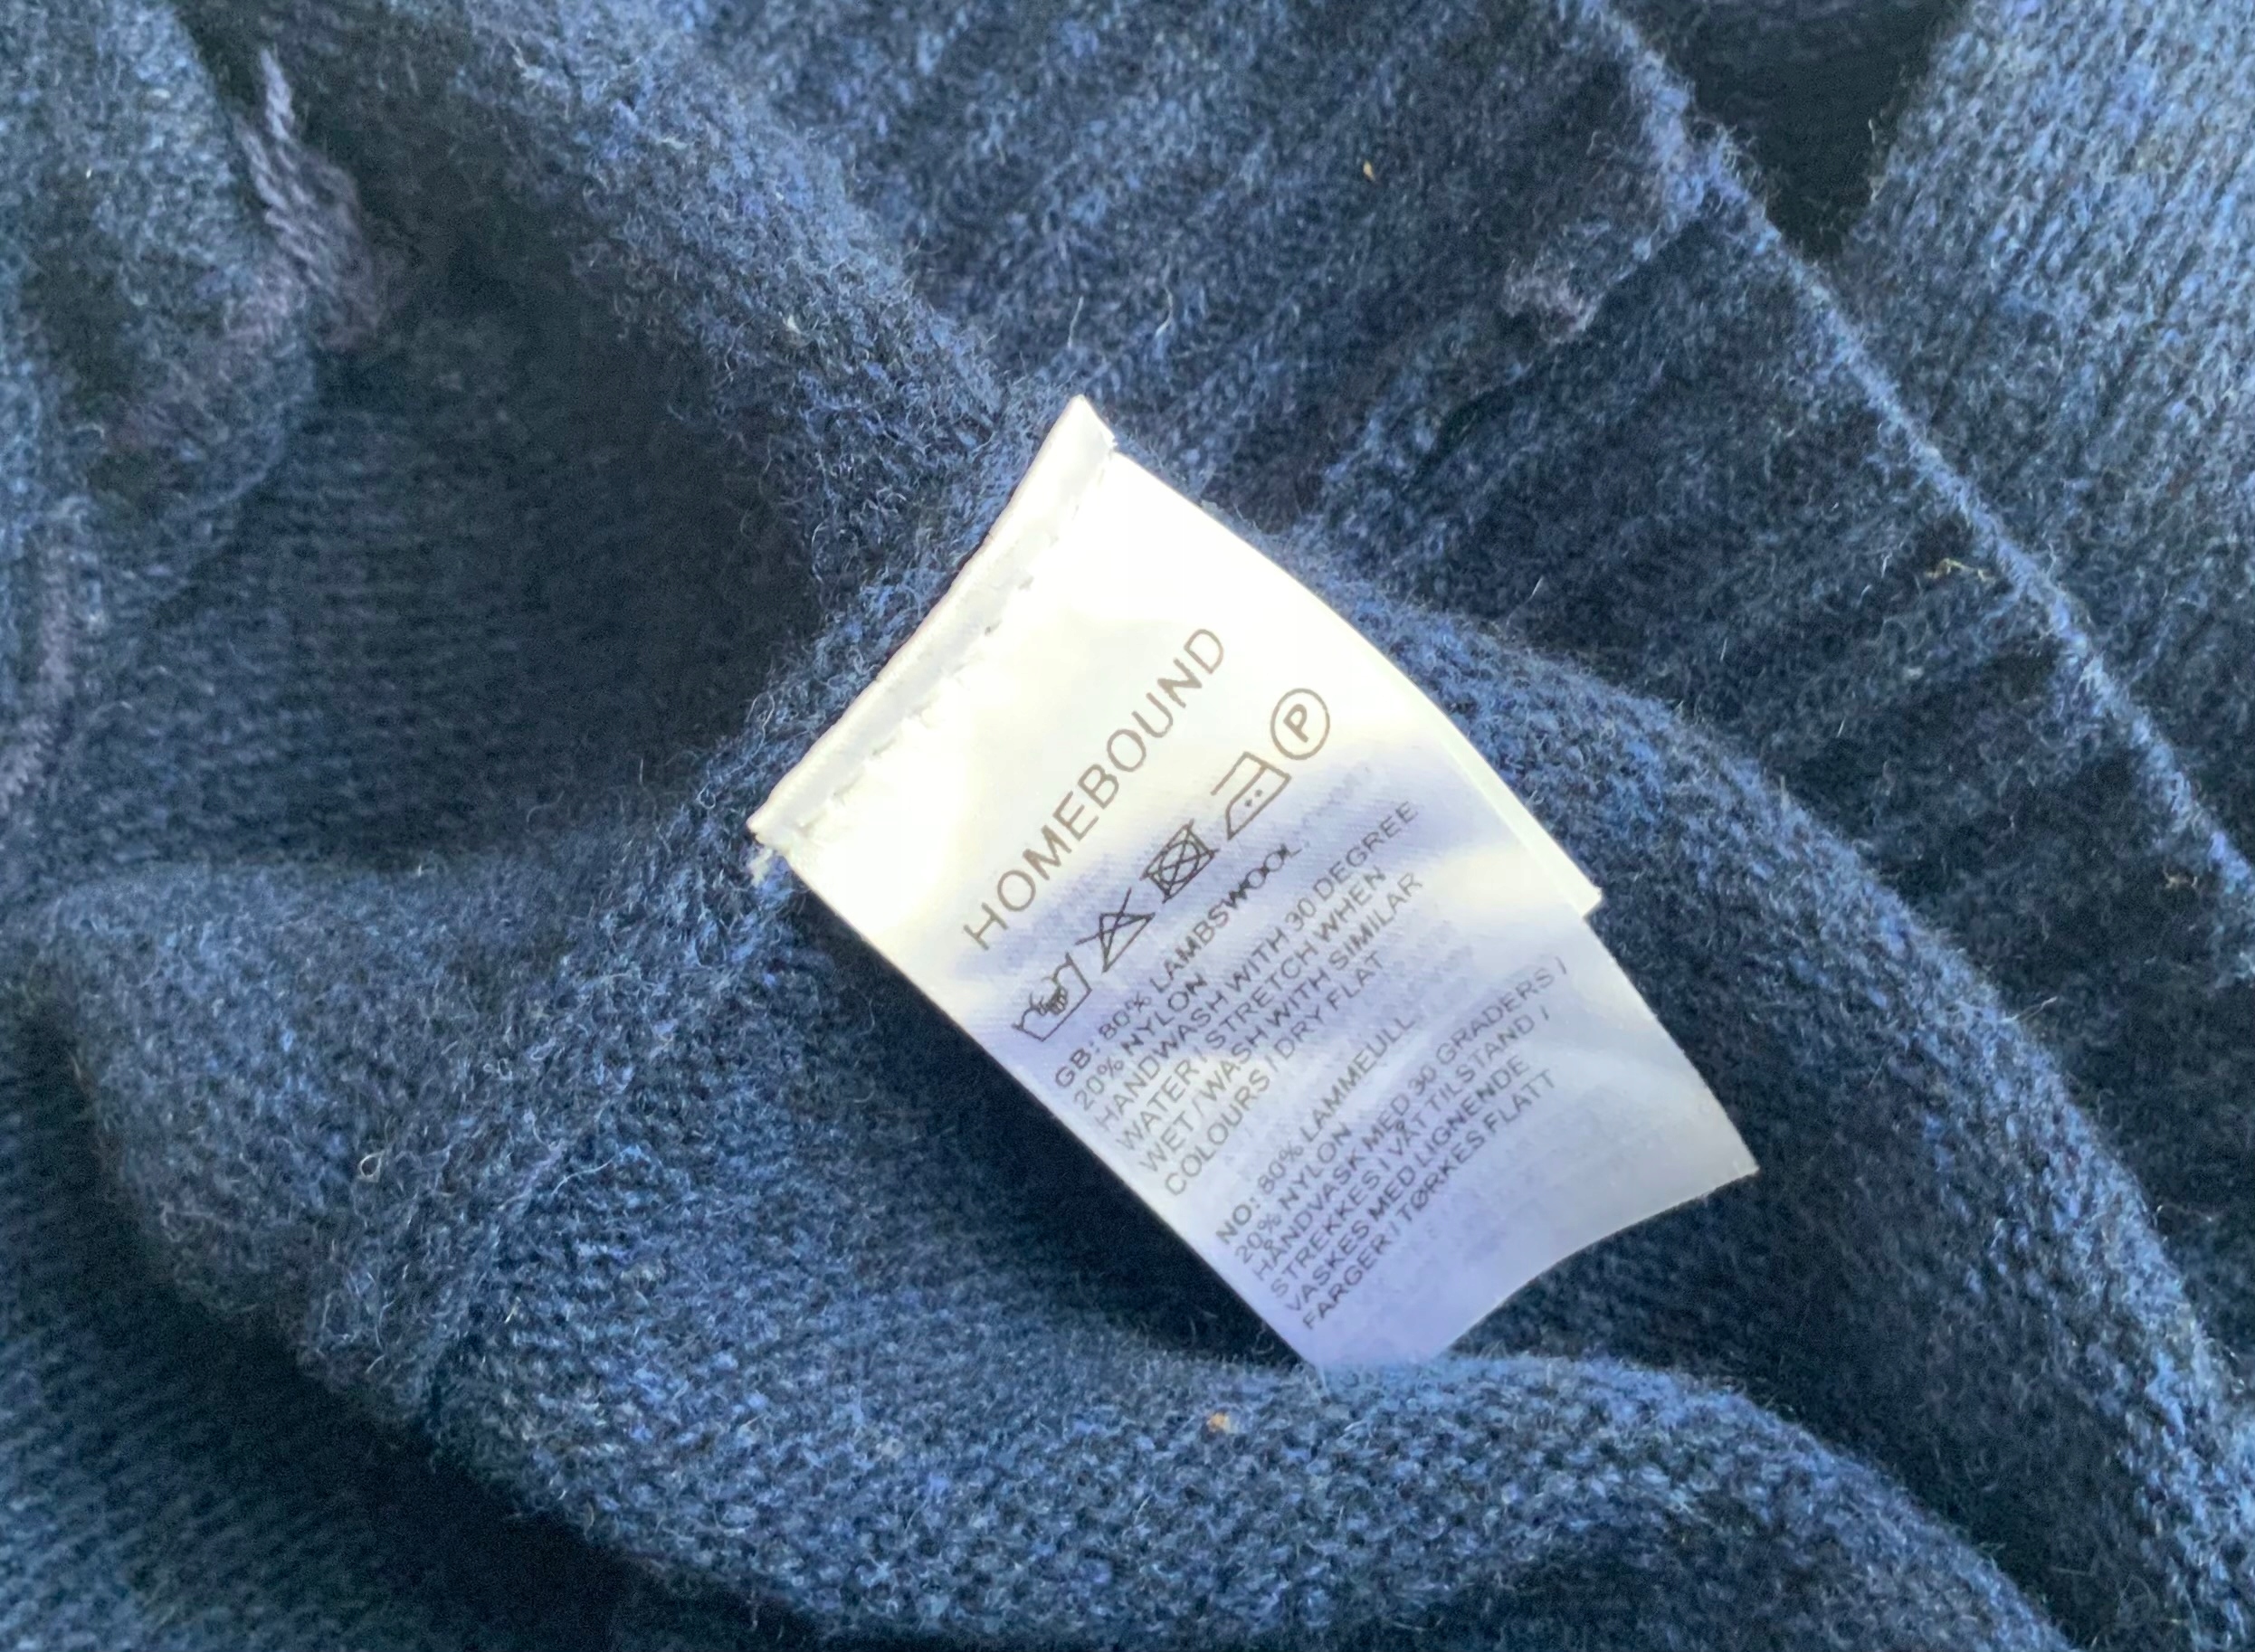 HOMEBOUND
P
GB: 80% LAMBSWOOL.
20% NYLON
HANDWASH WITH 30 DEGREE
WATER / STRETCH WHEN
WET / WASH WITH SIMILAR
COLOURS / DRY FLAT
NO: 80% LAMMEULL
20% NYLON
HÅNDVASK MED 30 GRADERS /
STREKKES I VÅT TILSTAND /
VASKES MED LIGNENDE
FARGER / TØRKES FLATT